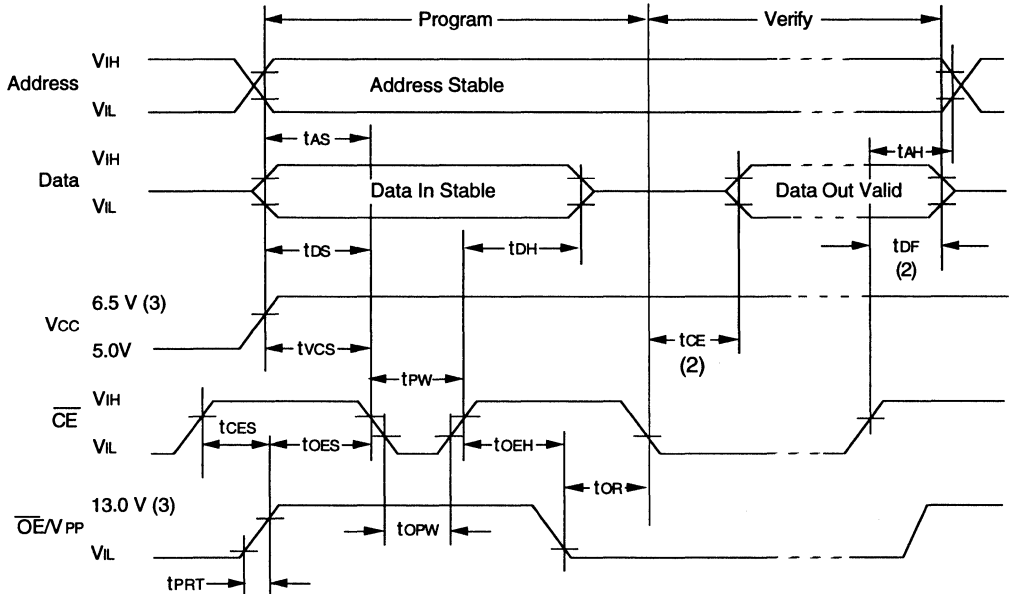 Program
Verify
Address
VIH
VIL
Address Stable
tAS
tAH
Data
VIH
VIL
Data In Stable
Data Out Valid
tDS
tDH
tDF
(2)
VCC
6.5 V (3)
5.0V
tVCS
tCE
(2)
tPW
CE
VIH
VIL
tCES
tOES
tOEH
tOR
OE/VPP
13.0 V (3)
VIL
tOPW
tPRT